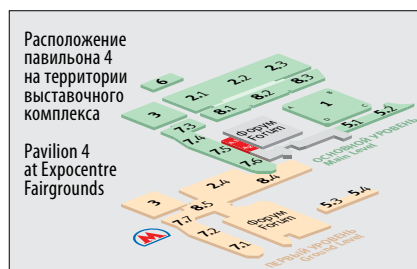 Расположение
павильона 4
на территории
выставочного
комплекса
Pavilion 4
at Expocentre
Fairgrounds
6
2.1
2.2
2.3
3
8.1
8.2
8.3
1
A
B
C
D
5.1
5.2
7.3
7.4
7.5
7.6
Форум
Forum
ОСНОВНОЙ УРОВЕНЬ
Main Level
3
2.4
8.4
8.5
7.7
7.2
7.1
Форум
Forum
5.3
5.4
ПЕРВЫЙ УРОВЕНЬ
Ground Level
М